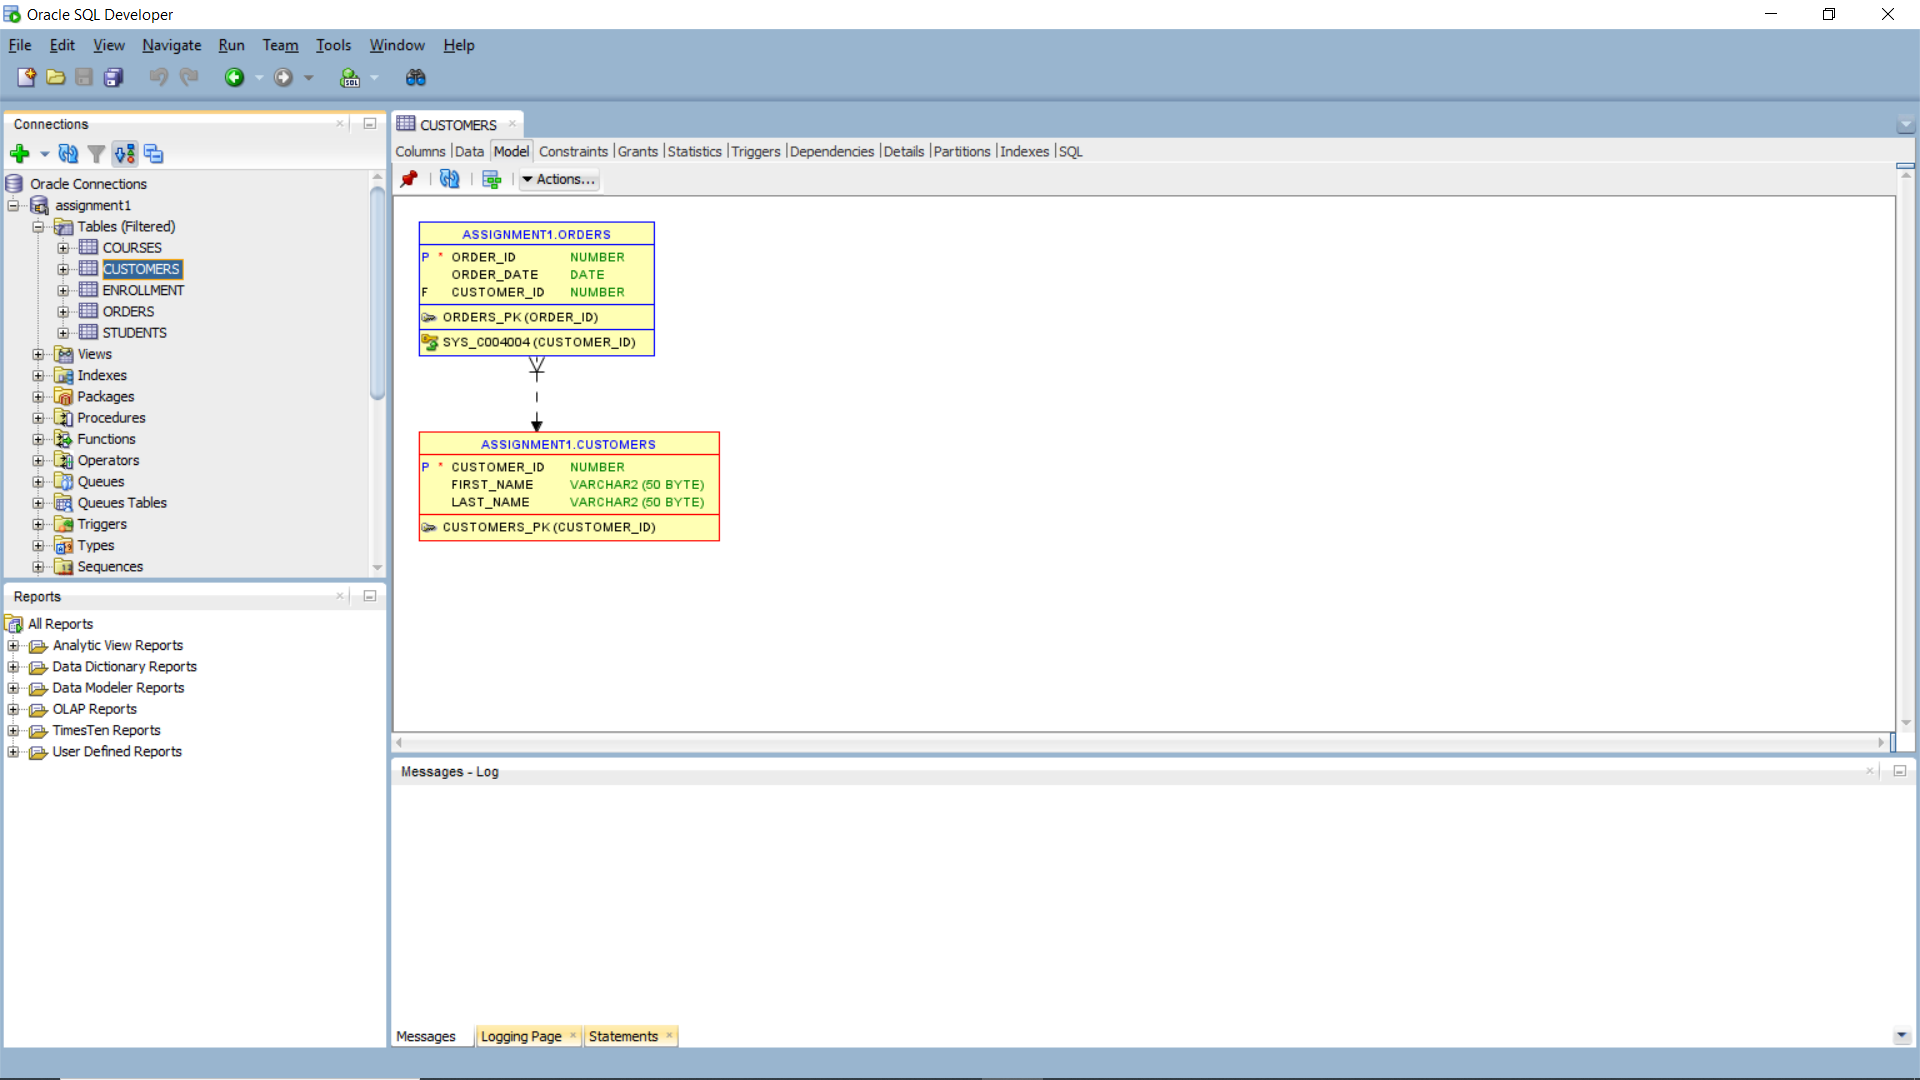 Oracle SQL Developer
File Edit View Navigate Run Team Tools Window Help
Connections
Oracle Connections
assignment1
Tables (Filtered)
COURSES
CUSTOMERS
ENROLLMENT
ORDERS
STUDENTS
Views
Indexes
Packages
Procedures
Functions
Operators
Queues
Queues Tables
Triggers
Types
Sequences
Reports
All Reports
Analytic View Reports
Data Dictionary Reports
Data Modeler Reports
OLAP Reports
TimesTen Reports
User Defined Reports
CUSTOMERS
Columns Data Model Constraints Grants Statistics Triggers Dependencies Details Partitions Indexes SQL
Actions...
ASSIGNMENT1.ORDERS
P * ORDER_ID NUMBER
ORDER_DATE DATE
F CUSTOMER_ID NUMBER
ORDERS_PK (ORDER_ID)
SYS_C004004 (CUSTOMER_ID)
ASSIGNMENT1.CUSTOMERS
P * CUSTOMER_ID NUMBER
FIRST_NAME VARCHAR2 (50 BYTE)
LAST_NAME VARCHAR2 (50 BYTE)
CUSTOMERS_PK (CUSTOMER_ID)
Messages - Log
Messages Logging Page Statements